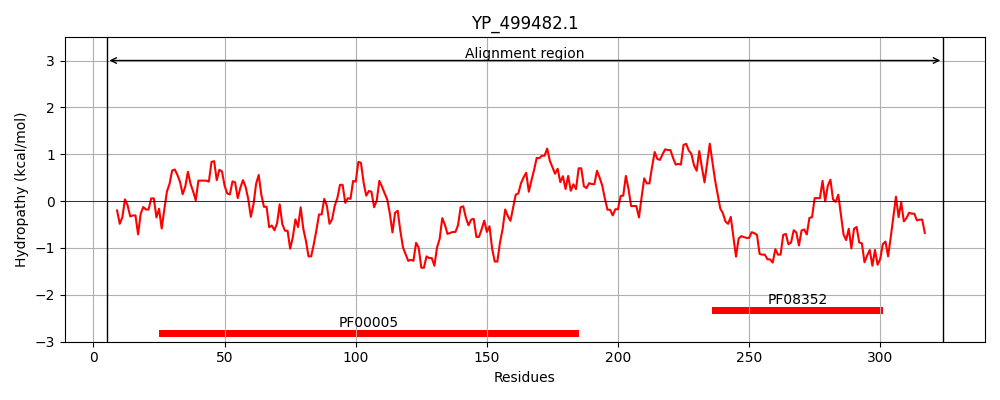 YP_499482.1
Alignment region
3
2
1
0
−1
−2
−3
Hydropathy (kcal/mol)
PF08352
PF00005
0 50 100 150 200 250 300
Residues